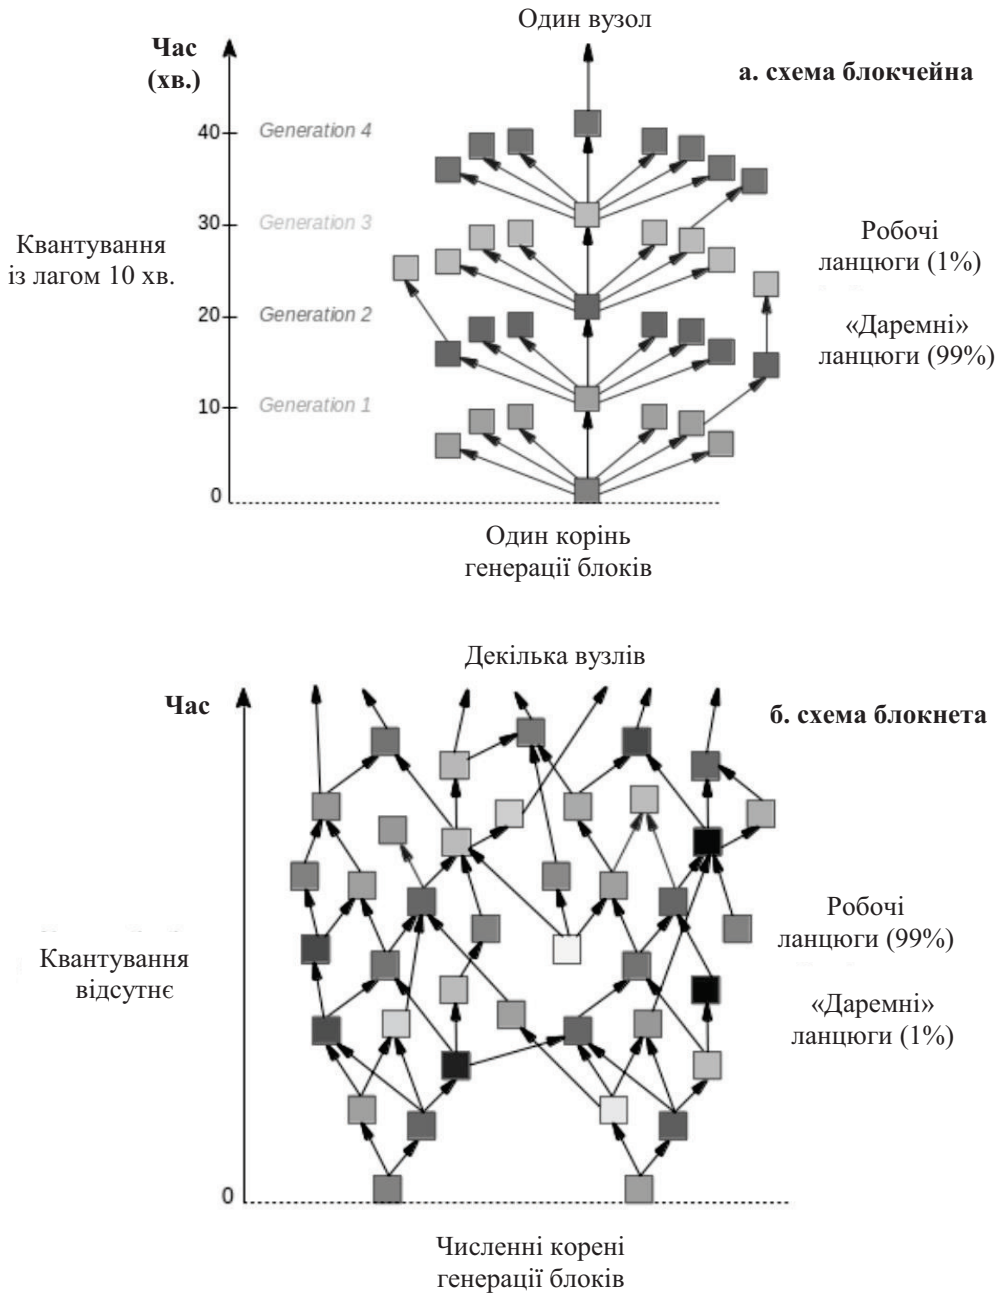 Один вузол
Час
(хв.)
а. схема блокчейна
40
Generation 4
30
Generation 3
Квантування
із лагом 10 хв.
Робочі
ланцюги (1%)
20
Generation 2
«Даремні»
ланцюги (99%)
10
Generation 1
0
Один корінь
генерації блоків
Декілька вузлів
Час
б. схема блокнета
Робочі
ланцюги (99%)
Квантування
відсутнє
«Даремні»
ланцюги (1%)
0
Численні корені
генерації блоків